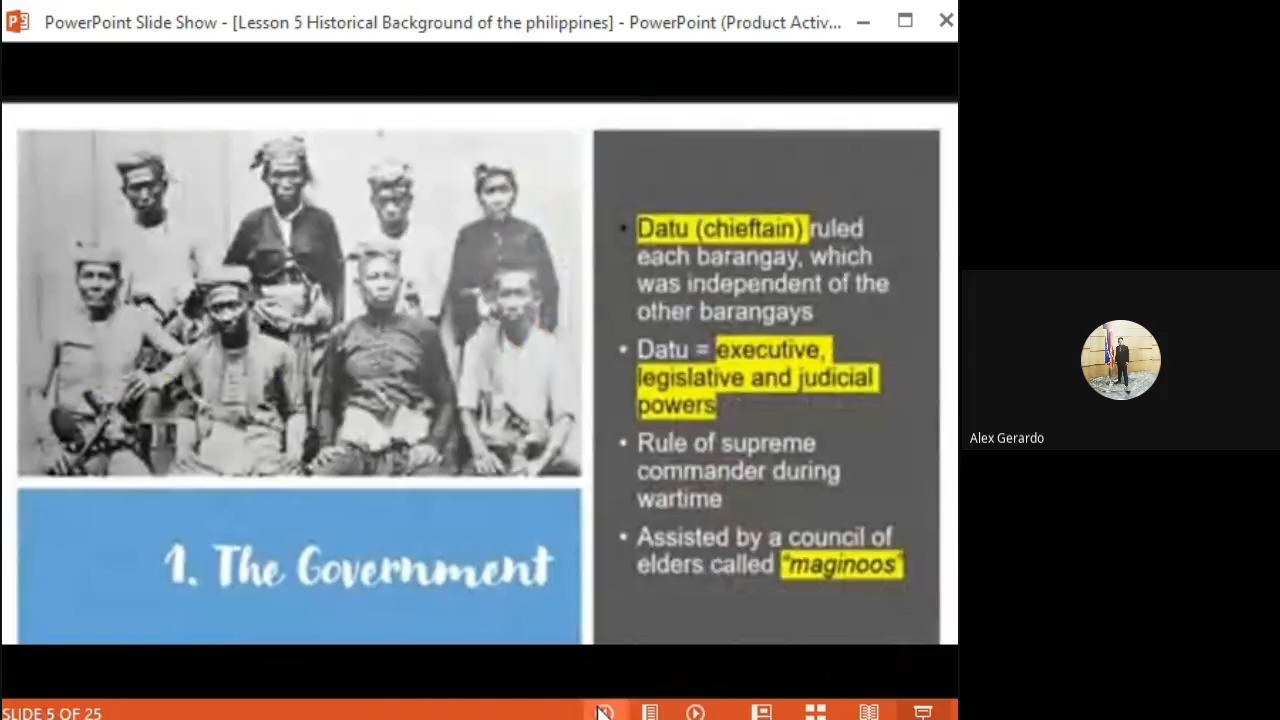 PowerPoint Slide Show - [Lesson 5 Historical Background of the philippines] - PowerPoint (Product Activ...
• Datu (chieftain) ruled
each barangay, which
was independent of the
other barangays
• Datu = executive,
legislative and judicial
powers
• Rule of supreme
commander during
wartime
• Assisted by a council of
elders called "maginoos"
1. The Government
Alex Gerardo
SLIDE 5 OF 25